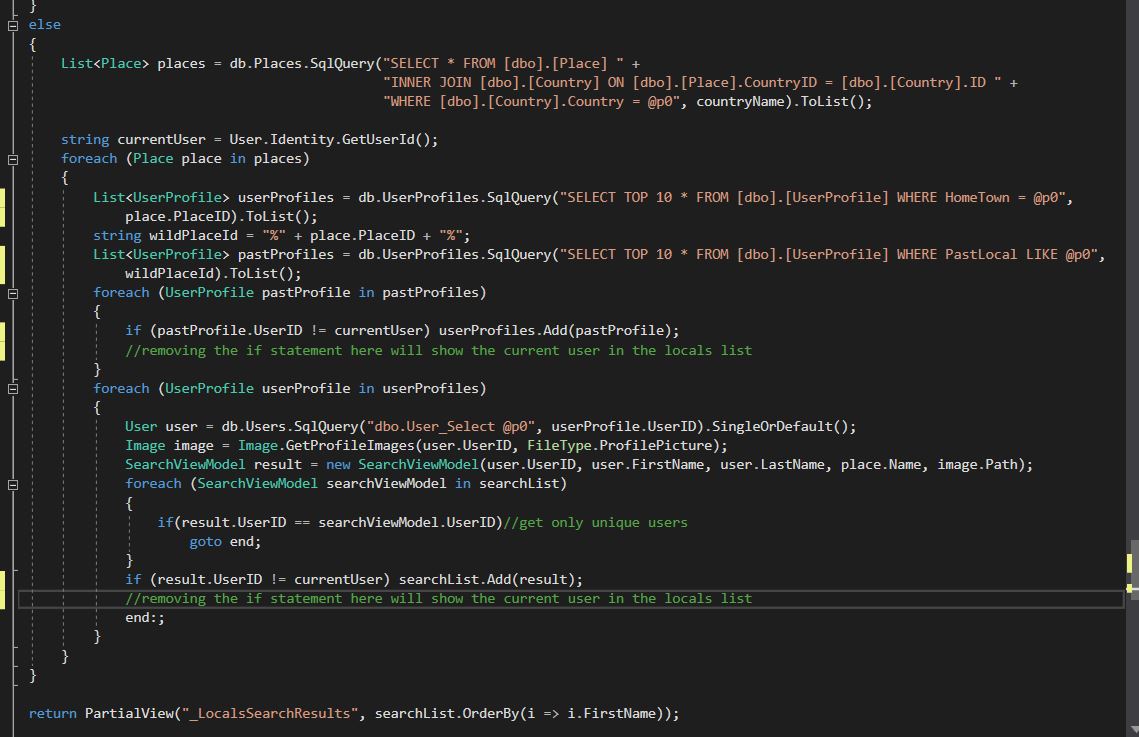 }
else
{
List<Place> places = db.Places.SqlQuery("SELECT * FROM [dbo].[Place] " +
"INNER JOIN [dbo].[Country] ON [dbo].[Place].CountryID = [dbo].[Country].ID " +
"WHERE [dbo].[Country].Country = @p0", countryName).ToList();
string currentUser = User.Identity.GetUserId();
foreach (Place place in places)
{
List<UserProfile> userProfiles = db.UserProfiles.SqlQuery("SELECT TOP 10 * FROM [dbo].[UserProfile] WHERE HomeTown = @p0",
place.PlaceID).ToList();
string wildPlaceId = "%" + place.PlaceID + "%";
List<UserProfile> pastProfiles = db.UserProfiles.SqlQuery("SELECT TOP 10 * FROM [dbo].[UserProfile] WHERE PastLocal LIKE @p0",
wildPlaceId).ToList();
foreach (UserProfile pastProfile in pastProfiles)
{
if (pastProfile.UserID != currentUser) userProfiles.Add(pastProfile);
//removing the if statement here will show the current user in the locals list
}
foreach (UserProfile userProfile in userProfiles)
{
User user = db.Users.SqlQuery("dbo.User_Select @p0", userProfile.UserID).SingleOrDefault();
Image image = Image.GetProfileImages(user.UserID, FileType.ProfilePicture);
SearchViewModel result = new SearchViewModel(user.UserID, user.FirstName, user.LastName, place.Name, image.Path);
foreach (SearchViewModel searchViewModel in searchList)
{
if(result.UserID == searchViewModel.UserID)//get only unique users
goto end;
}
if (result.UserID != currentUser) searchList.Add(result);
//removing the if statement here will show the current user in the locals list
end:;
}
}
}
return PartialView("_LocalsSearchResults", searchList.OrderBy(i => i.FirstName));